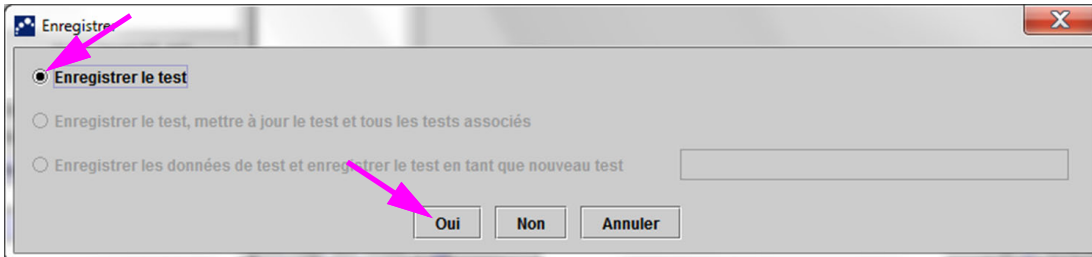 Enregistrer
Enregistrer le test
Enregistrer le test, mettre à jour le test et tous les tests associés
Enregistrer les données de test et enregistrer le test en tant que nouveau test
Oui Non Annuler